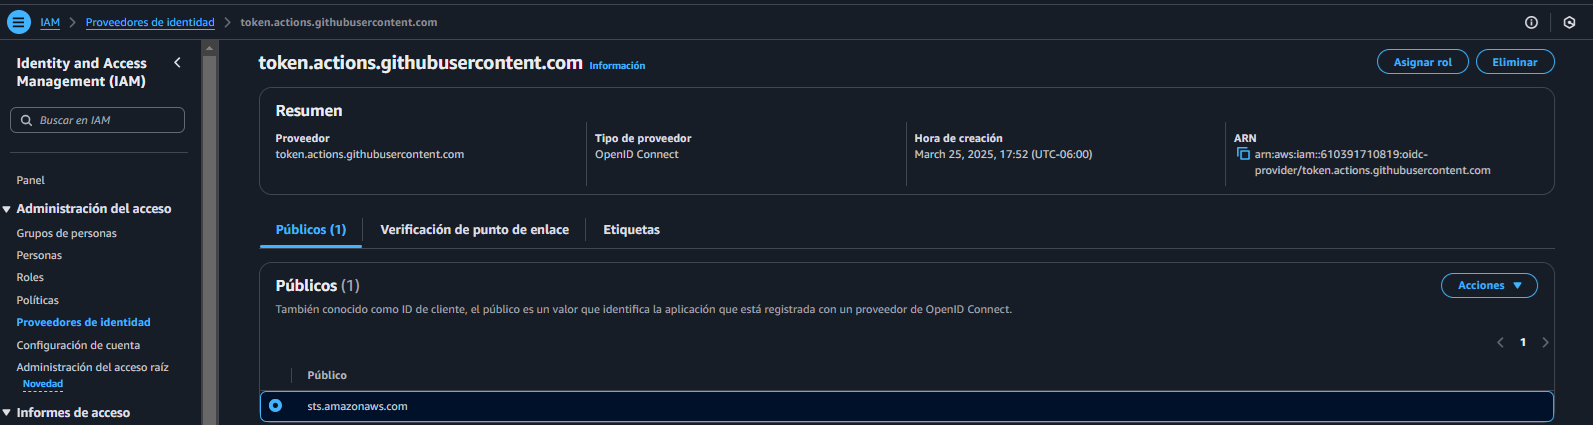 IAM > Proveedores de identidad > token.actions.githubusercontent.com
Identity and Access
Management (IAM)
Buscar en IAM
Panel
Administración del acceso
Grupos de personas
Personas
Roles
Políticas
Proveedores de identidad
Configuración de cuenta
Administración del acceso raíz
Novedad
Informes de acceso
token.actions.githubusercontent.com Información
Asignar rol
Eliminar
Resumen
Proveedor
token.actions.githubusercontent.com
Tipo de proveedor
OpenID Connect
Hora de creación
March 25, 2025, 17:52 (UTC-06:00)
ARN
arn:aws:iam::610391710819:oidc-
provider/token.actions.githubusercontent.com
Públicos (1)
Verificación de punto de enlace
Etiquetas
Públicos (1)
Acciones
También conocido como ID de cliente, el público es un valor que identifica la aplicación que está registrada con un proveedor de OpenID Connect.
1
Público
sts.amazonaws.com